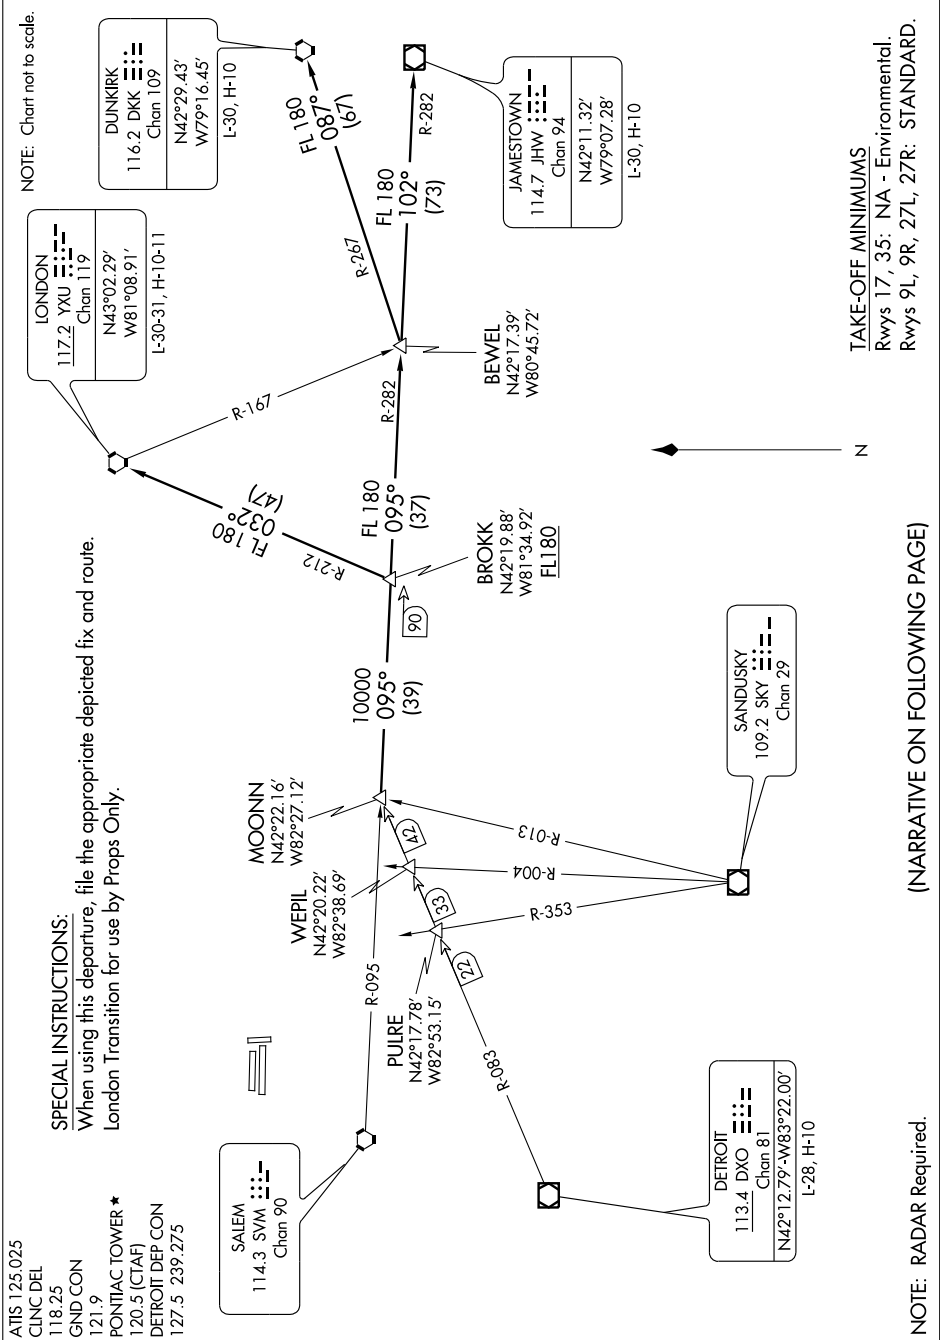 ATIS 125.025
CLNC DEL
118.25
GND CON
121.9
PONTIAC TOWER ★
120.5 (CTAF)
DETROIT DEP CON
127.5 239.275
SPECIAL INSTRUCTIONS:
When using this departure, file the appropriate depicted fix and route.
London Transition for use by Props Only.
NOTE: Chart not to scale.
LONDON
117.2 YXU
Chan 119
N43°02.29′
W81°08.91′
L-30-31, H-10-11
DUNKIRK
116.2 DKK
Chan 109
N42°29.43′
W79°16.45′
L-30, H-10
JAMESTOWN
114.7 JHW
Chan 94
N42°11.32′
W79°07.28′
L-30, H-10
SALEM
114.3 SVM
Chan 90
DETROIT
113.4 DXO
Chan 81
N42°12.79′-W83°22.00′
L-28, H-10
SANDUSKY
109.2 SKY
Chan 29
PULRE
N42°17.78′
W82°53.15′
WEPIL
N42°20.22′
W82°38.69′
MOONN
N42°22.16′
W82°27.12′
BROKK
N42°19.88′
W81°34.92′
FL180
BEWEL
N42°17.39′
W80°45.72′
R-095
R-083
22
33
42
R-353
R-004
R-013
10000
095°
(39)
90
R-212
FL 180
032°
(47)
R-167
FL 180
095°
(37)
R-282
R-267
FL 180
087°
(67)
FL 180
102°
(73)
R-282
N
TAKE-OFF MINIMUMS
Rwys 17, 35: NA - Environmental.
Rwys 9L, 9R, 27L, 27R: STANDARD.
NOTE: RADAR Required.
(NARRATIVE ON FOLLOWING PAGE)